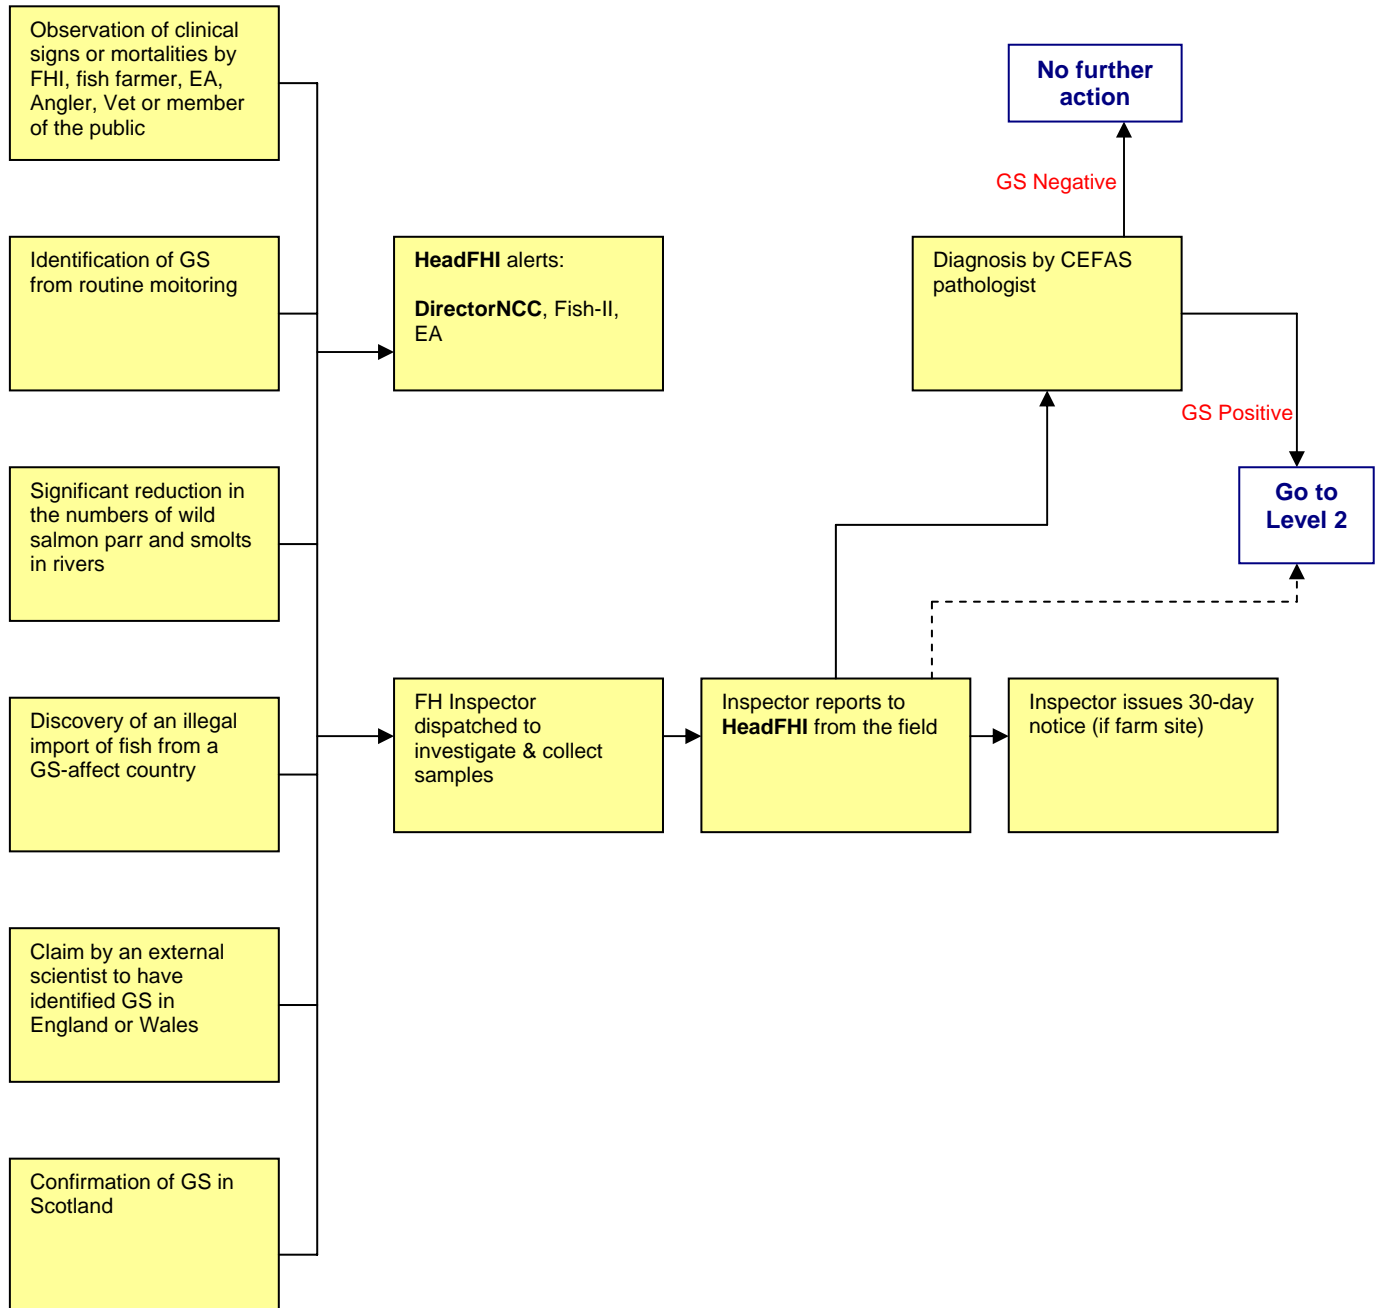 Observation of clinical
signs or mortalities by
FHI, fish farmer, EA,
Angler, Vet or member
of the public
No further
action
GS Negative
Identification of GS
from routine moitoring
HeadFHI alerts:
DirectorNCC, Fish-II,
EA
Diagnosis by CEFAS
pathologist
GS Positive
Significant reduction in
the numbers of wild
salmon parr and smolts
in rivers
Go to
Level 2
Discovery of an illegal
import of fish from a
GS-affect country
FH Inspector
dispatched to
investigate & collect
samples
Inspector reports to
HeadFHI from the field
Inspector issues 30-day
notice (if farm site)
Claim by an external
scientist to have
identified GS in
England or Wales
Confirmation of GS in
Scotland